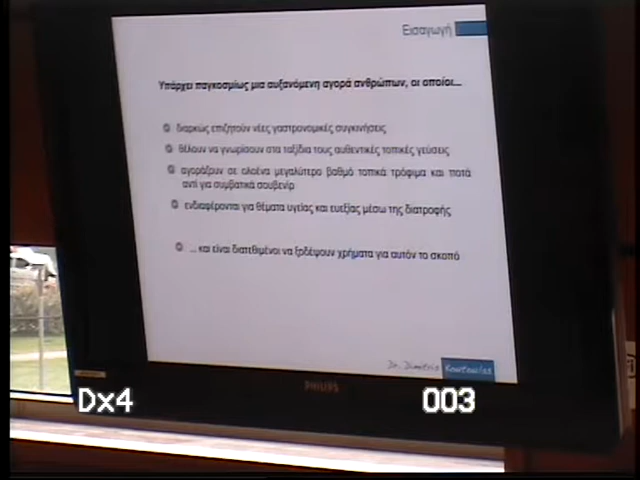 Εισαγωγή
Υπάρχει παγκοσμίως μια αυξανόμενη αγορά ανθρώπων, οι οποίοι...
διαρκώς επιζητούν νέες γαστρονομικές συγκινήσεις
θέλουν να γνωρίσουν στα ταξίδια τους αυθεντικές τοπικές γεύσεις
αγοράζουν σε ολοένα μεγαλύτερο βαθμό τοπικά τρόφιμα και ποτά
αντί για συμβατικά σουβενίρ
ενδιαφέρονται για θέματα υγείας και ευεξίας μέσω της διατροφής
... και είναι διατεθιμένοι να ξοδέψουν χρήματα για αυτόν το σκοπό
Dr. Dimitris
PHILIPS
Dx4
003